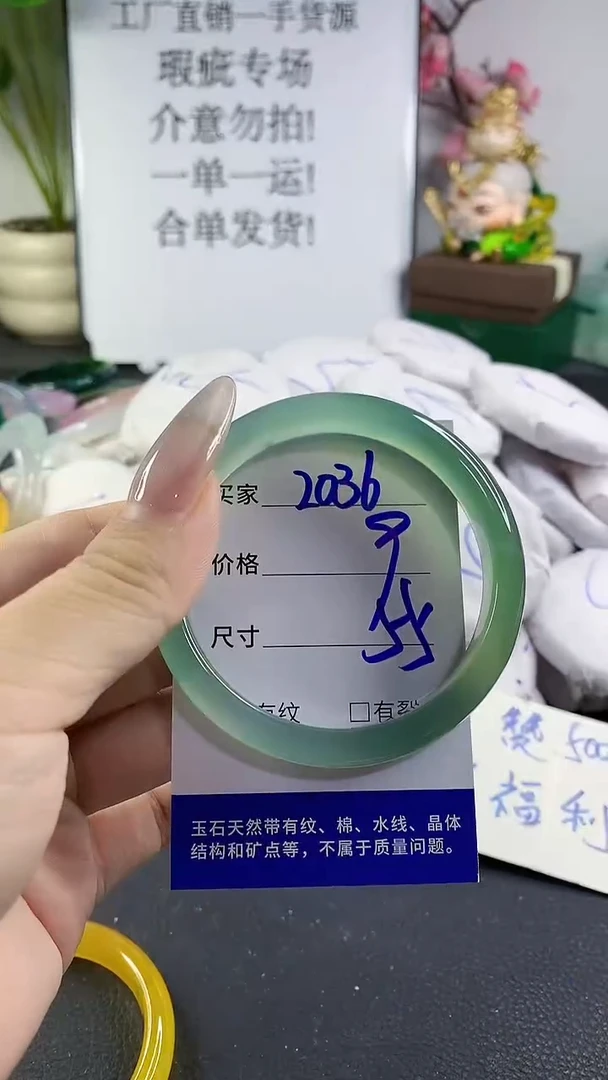 工厂直销一手货源
瑕疵专场
介意勿拍!
一单一运!
合单发货!
买家 2036
价格
尺寸 55
有纹 □有裂
玉石天然带有纹、棉、水线、晶体
结构和矿点等，不属于质量问题。
赞 500
福利